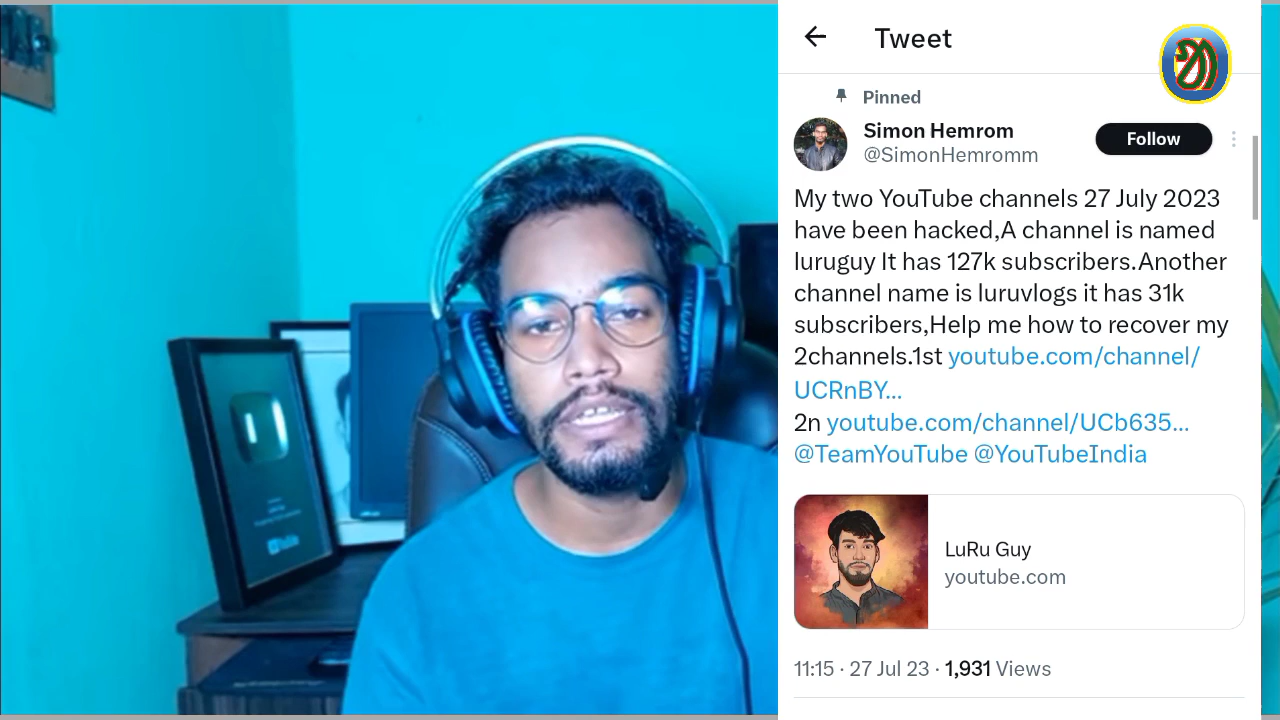 Tweet
Pinned
Simon Hemrom
Follow
@SimonHemromm
My two YouTube channels 27 July 2023
have been hacked,A channel is named
luruguy It has 127k subscribers.Another
channel name is luruvlogs it has 31k
subscribers,Help me how to recover my
2channels.1st youtube.com/channel/
UCRnBY...
2n youtube.com/channel/UCb635...
@TeamYouTube @YouTubeIndia
LuRu Guy
youtube.com
11:15 · 27 Jul 23 · 1,931 Views